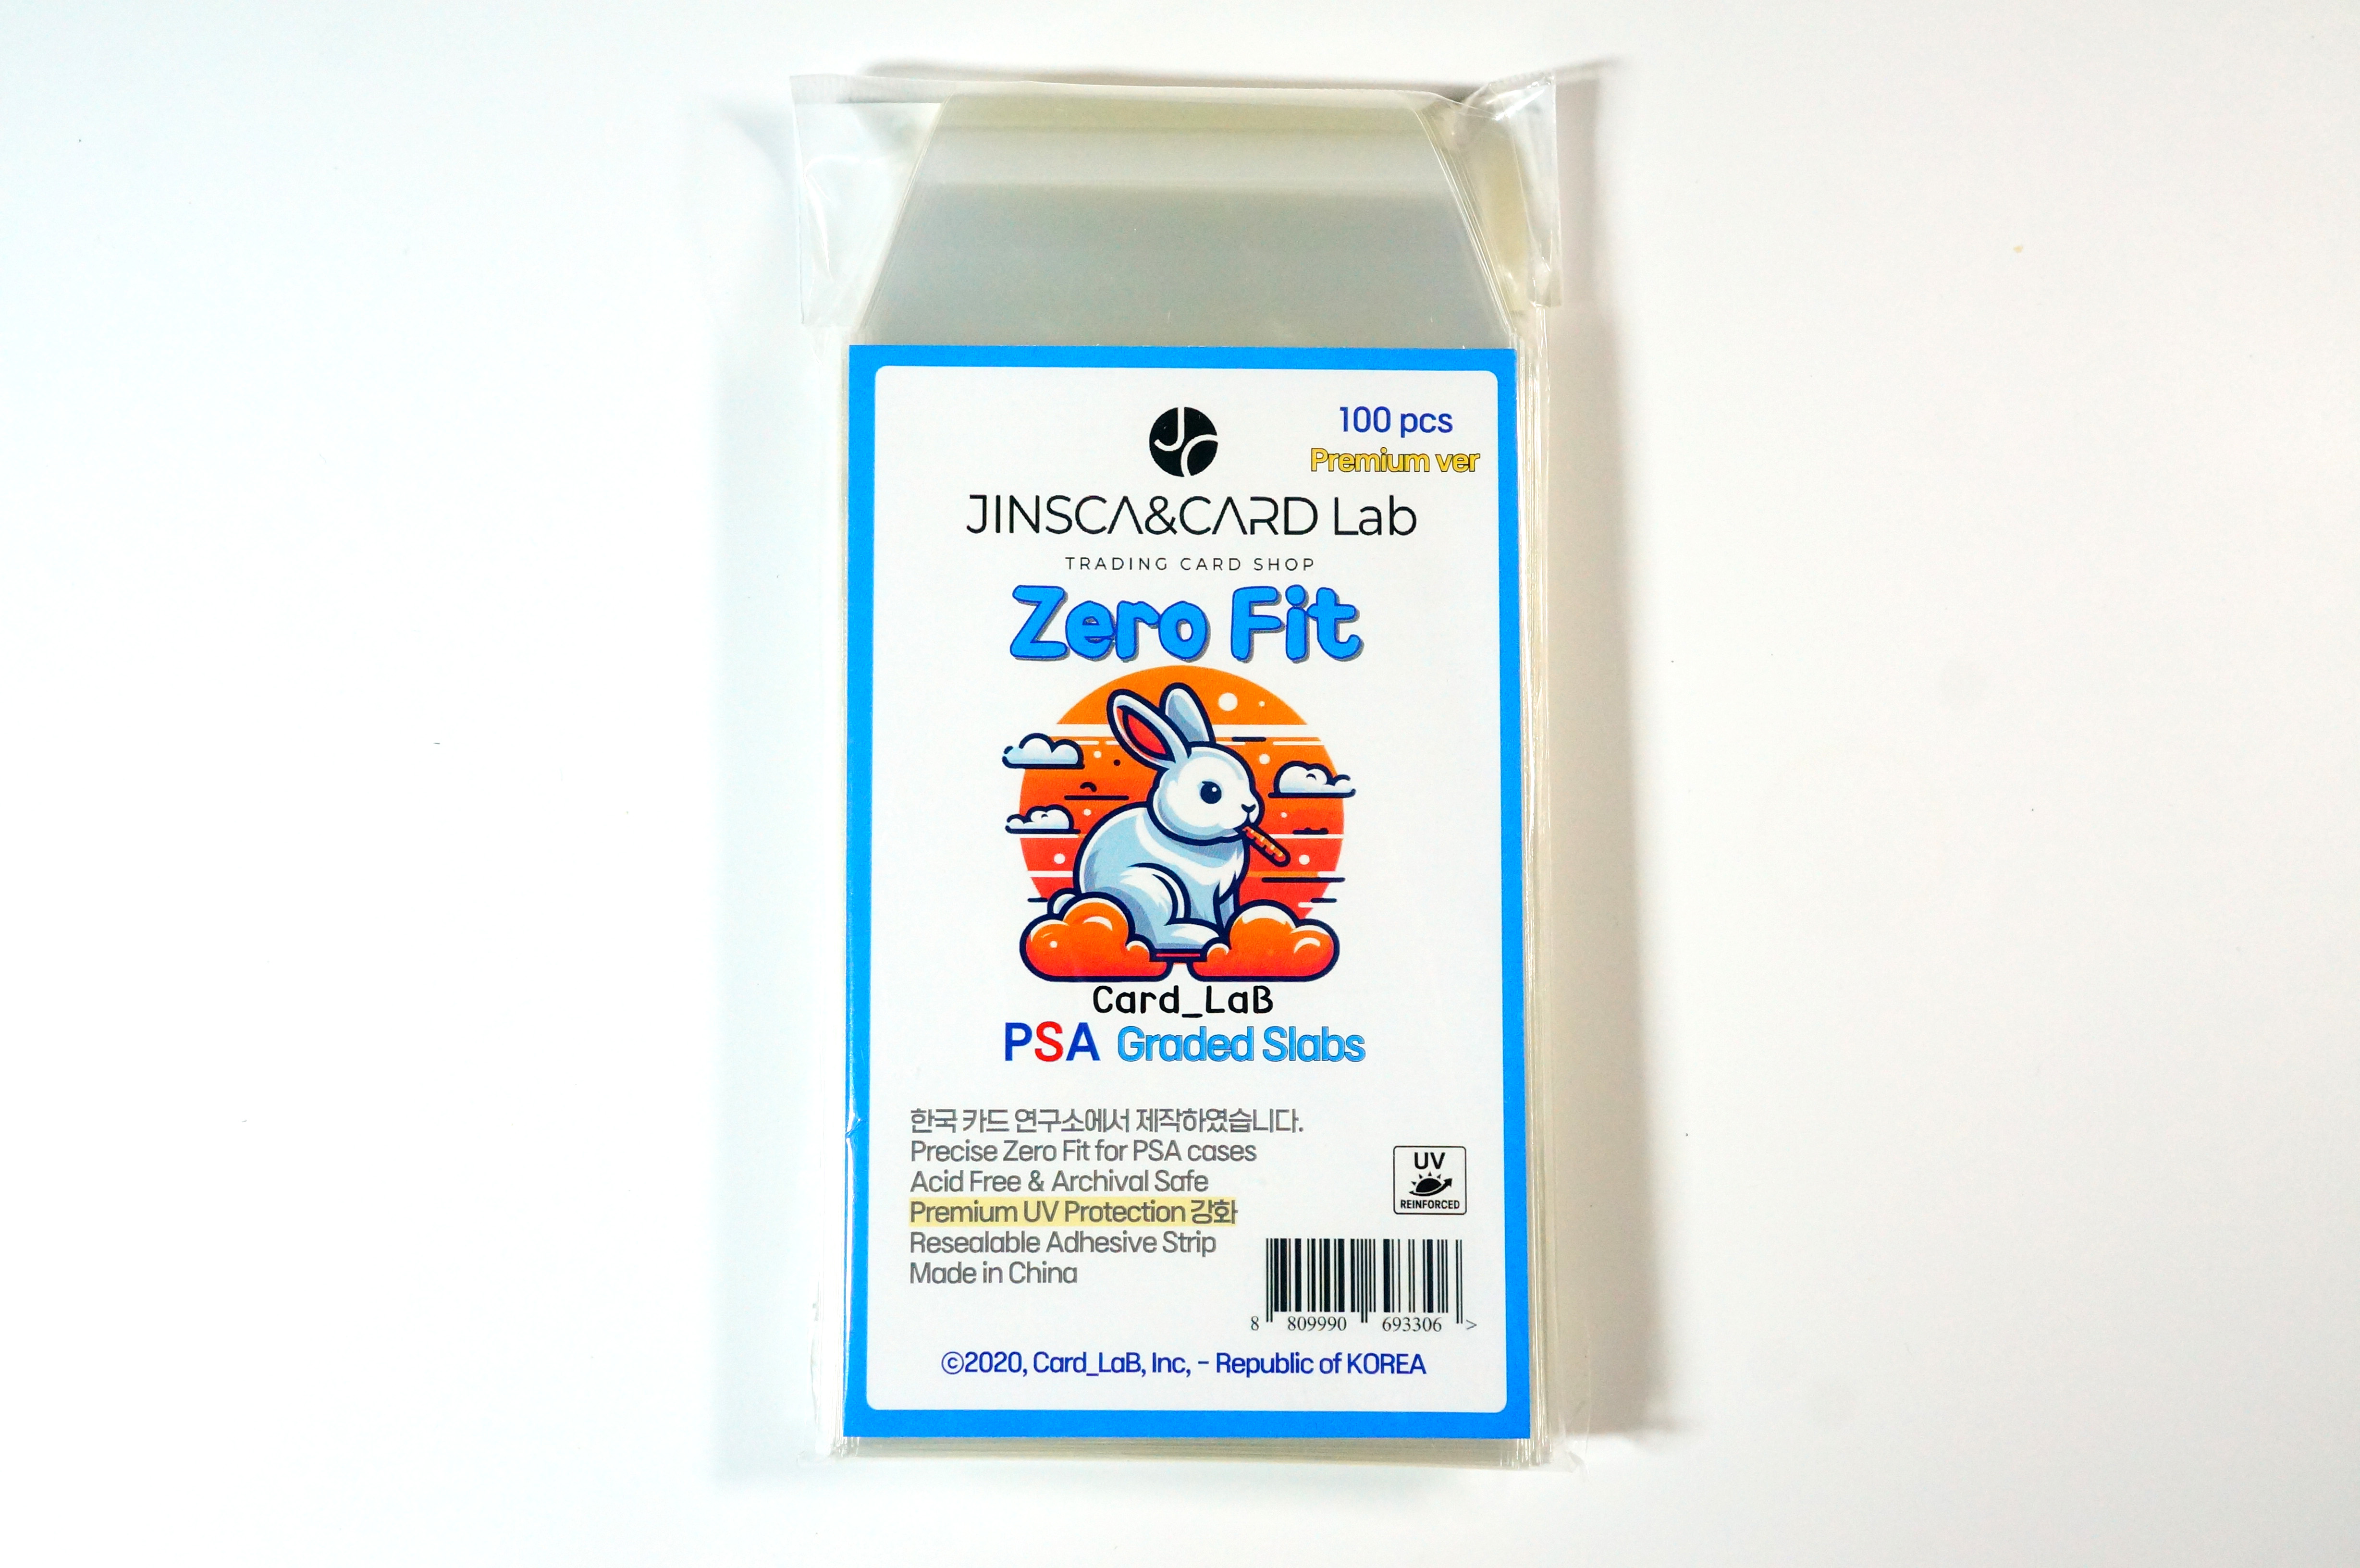 100 pcs
Premium ver
JINSCA&CARD Lab
TRADING CARD SHOP
Zero Fit
Card_LaB
PSA Graded Slabs
한국 카드 연구소에서 제작하였습니다.
Precise Zero Fit for PSA cases
Acid Free & Archival Safe
Premium UV Protection 강화
Resealable Adhesive Strip
Made in China
UV
REINFORCED
8 809990 693306 >
©2020, Card_LaB, Inc, - Republic of KOREA